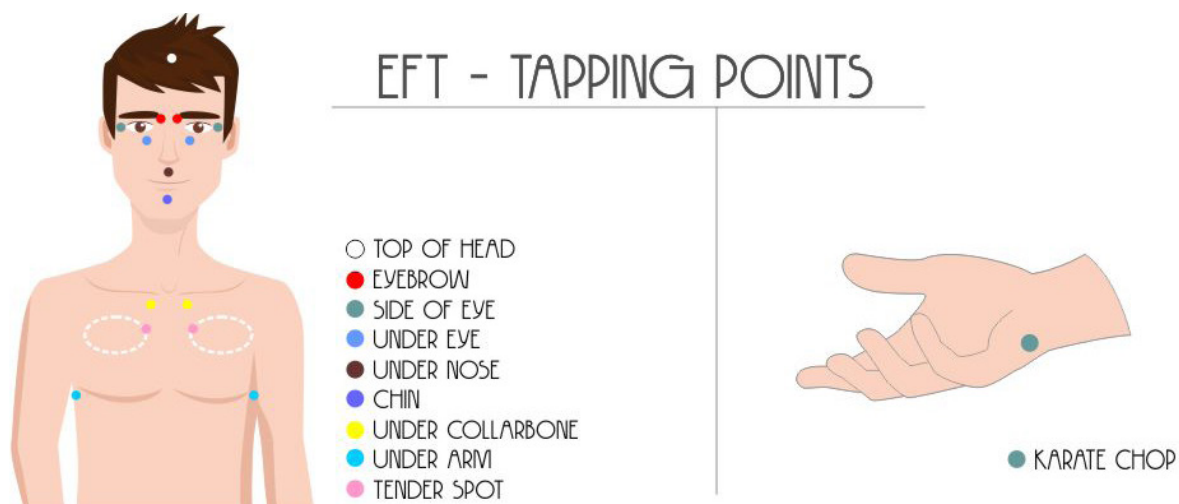 EFT - TAPPING POINTS
TOP OF HEAD
EYEBROW
SIDE OF EYE
UNDER EYE
UNDER NOSE
CHIN
UNDER COLLARBONE
UNDER ARM
TENDER SPOT
KARATE CHOP